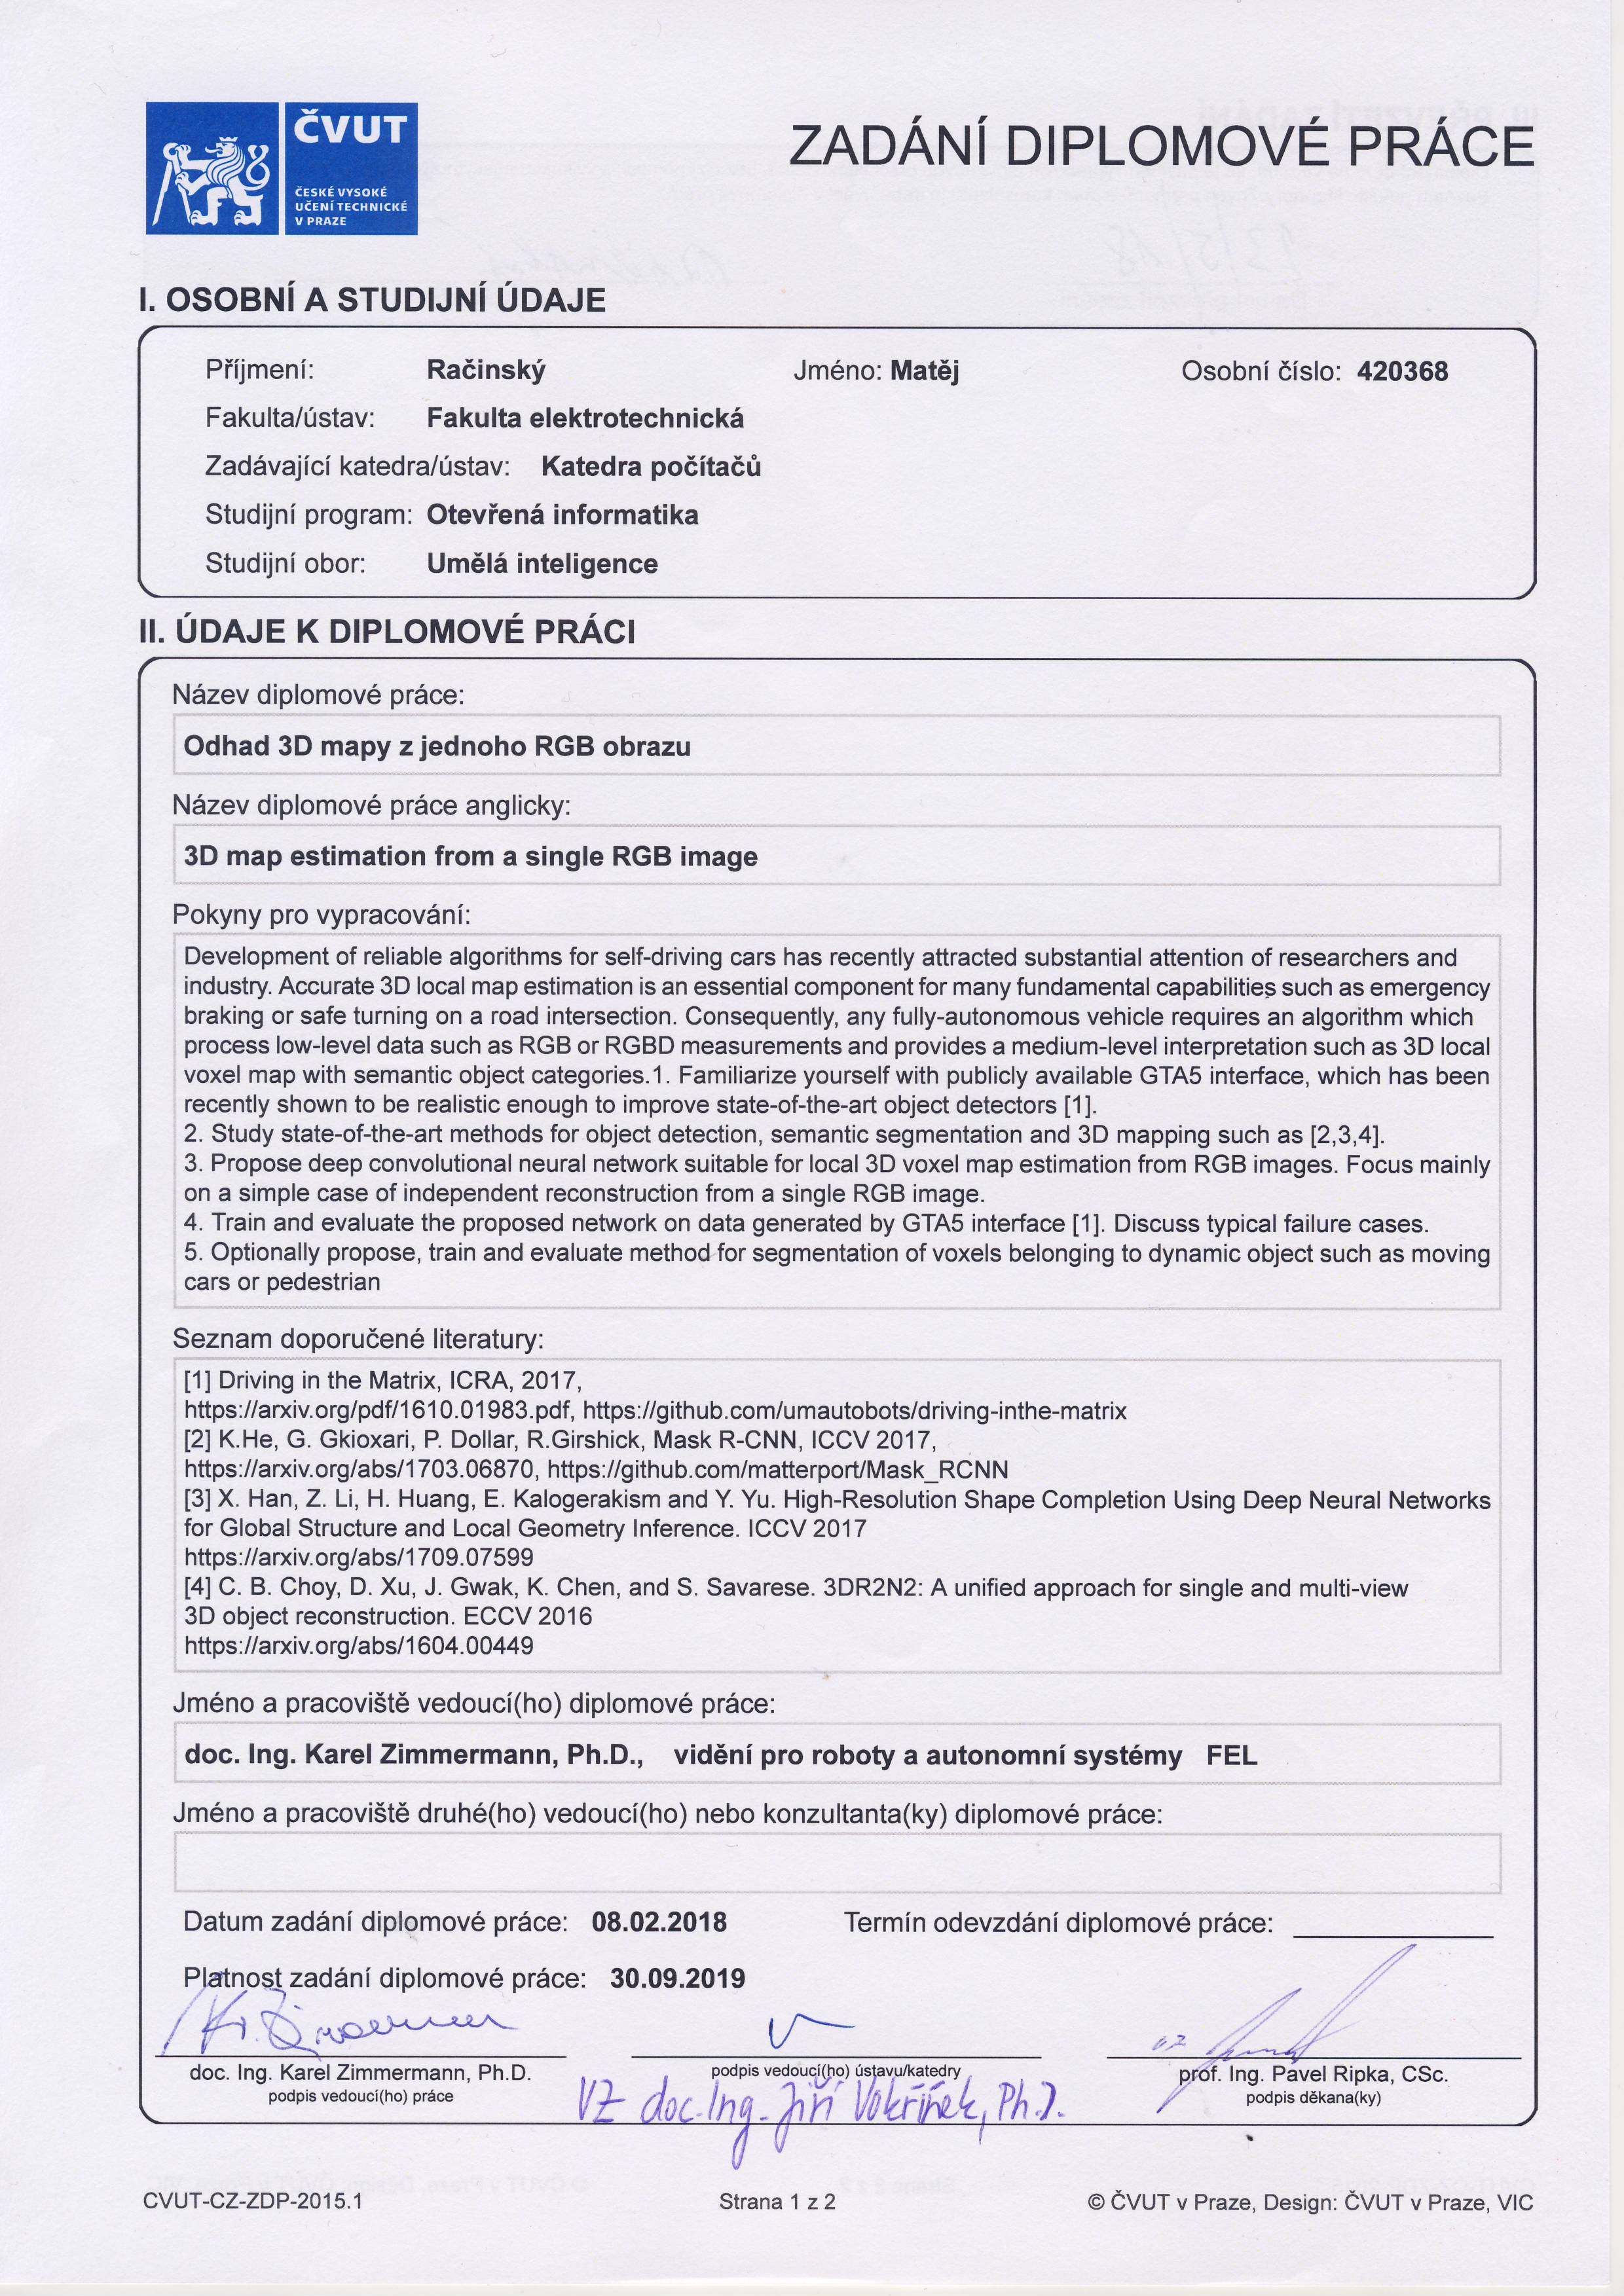 ČVUT
ČESKÉ VYSOKÉ
UČENÍ TECHNICKÉ
V PRAZE
ZADÁNÍ DIPLOMOVÉ PRÁCE
I. OSOBNÍ A STUDIJNÍ ÚDAJE
Příjmení: Račinský Jméno: Matěj Osobní číslo: 420368
Fakulta/ústav: Fakulta elektrotechnická
Zadávající katedra/ústav: Katedra počítačů
Studijní program: Otevřená informatika
Studijní obor: Umělá inteligence
II. ÚDAJE K DIPLOMOVÉ PRÁCI
Název diplomové práce:
Odhad 3D mapy z jednoho RGB obrazu
Název diplomové práce anglicky:
3D map estimation from a single RGB image
Pokyny pro vypracování:
Development of reliable algorithms for self-driving cars has recently attracted substantial attention of researchers and
industry. Accurate 3D local map estimation is an essential component for many fundamental capabilities such as emergency
braking or safe turning on a road intersection. Consequently, any fully-autonomous vehicle requires an algorithm which
process low-level data such as RGB or RGBD measurements and provides a medium-level interpretation such as 3D local
voxel map with semantic object categories.1. Familiarize yourself with publicly available GTA5 interface, which has been
recently shown to be realistic enough to improve state-of-the-art object detectors [1].
2. Study state-of-the-art methods for object detection, semantic segmentation and 3D mapping such as [2,3,4].
3. Propose deep convolutional neural network suitable for local 3D voxel map estimation from RGB images. Focus mainly
on a simple case of independent reconstruction from a single RGB image.
4. Train and evaluate the proposed network on data generated by GTA5 interface [1]. Discuss typical failure cases.
5. Optionally propose, train and evaluate method for segmentation of voxels belonging to dynamic object such as moving
cars or pedestrian
Seznam doporučené literatury:
[1] Driving in the Matrix, ICRA, 2017,
https://arxiv.org/pdf/1610.01983.pdf, https://github.com/umautobots/driving-inthe-matrix
[2] K.He, G. Gkioxari, P. Dollar, R.Girshick, Mask R-CNN, ICCV 2017,
https://arxiv.org/abs/1703.06870, https://github.com/matterport/Mask_RCNN
[3] X. Han, Z. Li, H. Huang, E. Kalogerakism and Y. Yu. High-Resolution Shape Completion Using Deep Neural Networks
for Global Structure and Local Geometry Inference. ICCV 2017
https://arxiv.org/abs/1709.07599
[4] C. B. Choy, D. Xu, J. Gwak, K. Chen, and S. Savarese. 3DR2N2: A unified approach for single and multi-view
3D object reconstruction. ECCV 2016
https://arxiv.org/abs/1604.00449
Jméno a pracoviště vedoucí(ho) diplomové práce:
doc. Ing. Karel Zimmermann, Ph.D., vidění pro roboty a autonomní systémy FEL
Jméno a pracoviště druhé(ho) vedoucí(ho) nebo konzultanta(ky) diplomové práce:
Datum zadání diplomové práce: 08.02.2018 Termín odevzdání diplomové práce:
Platnost zadání diplomové práce: 30.09.2019
doc. Ing. Karel Zimmermann, Ph.D. podpis vedoucí(ho) ústavu/katedry prof. Ing. Pavel Ripka, CSc.
podpis vedoucí(ho) práce podpis děkana(ky)
VZ doc. Ing. Jiří Vokřínek, Ph.D.
CVUT-CZ-ZDP-2015.1 Strana 1 z 2 © ČVUT v Praze, Design: ČVUT v Praze, VIC